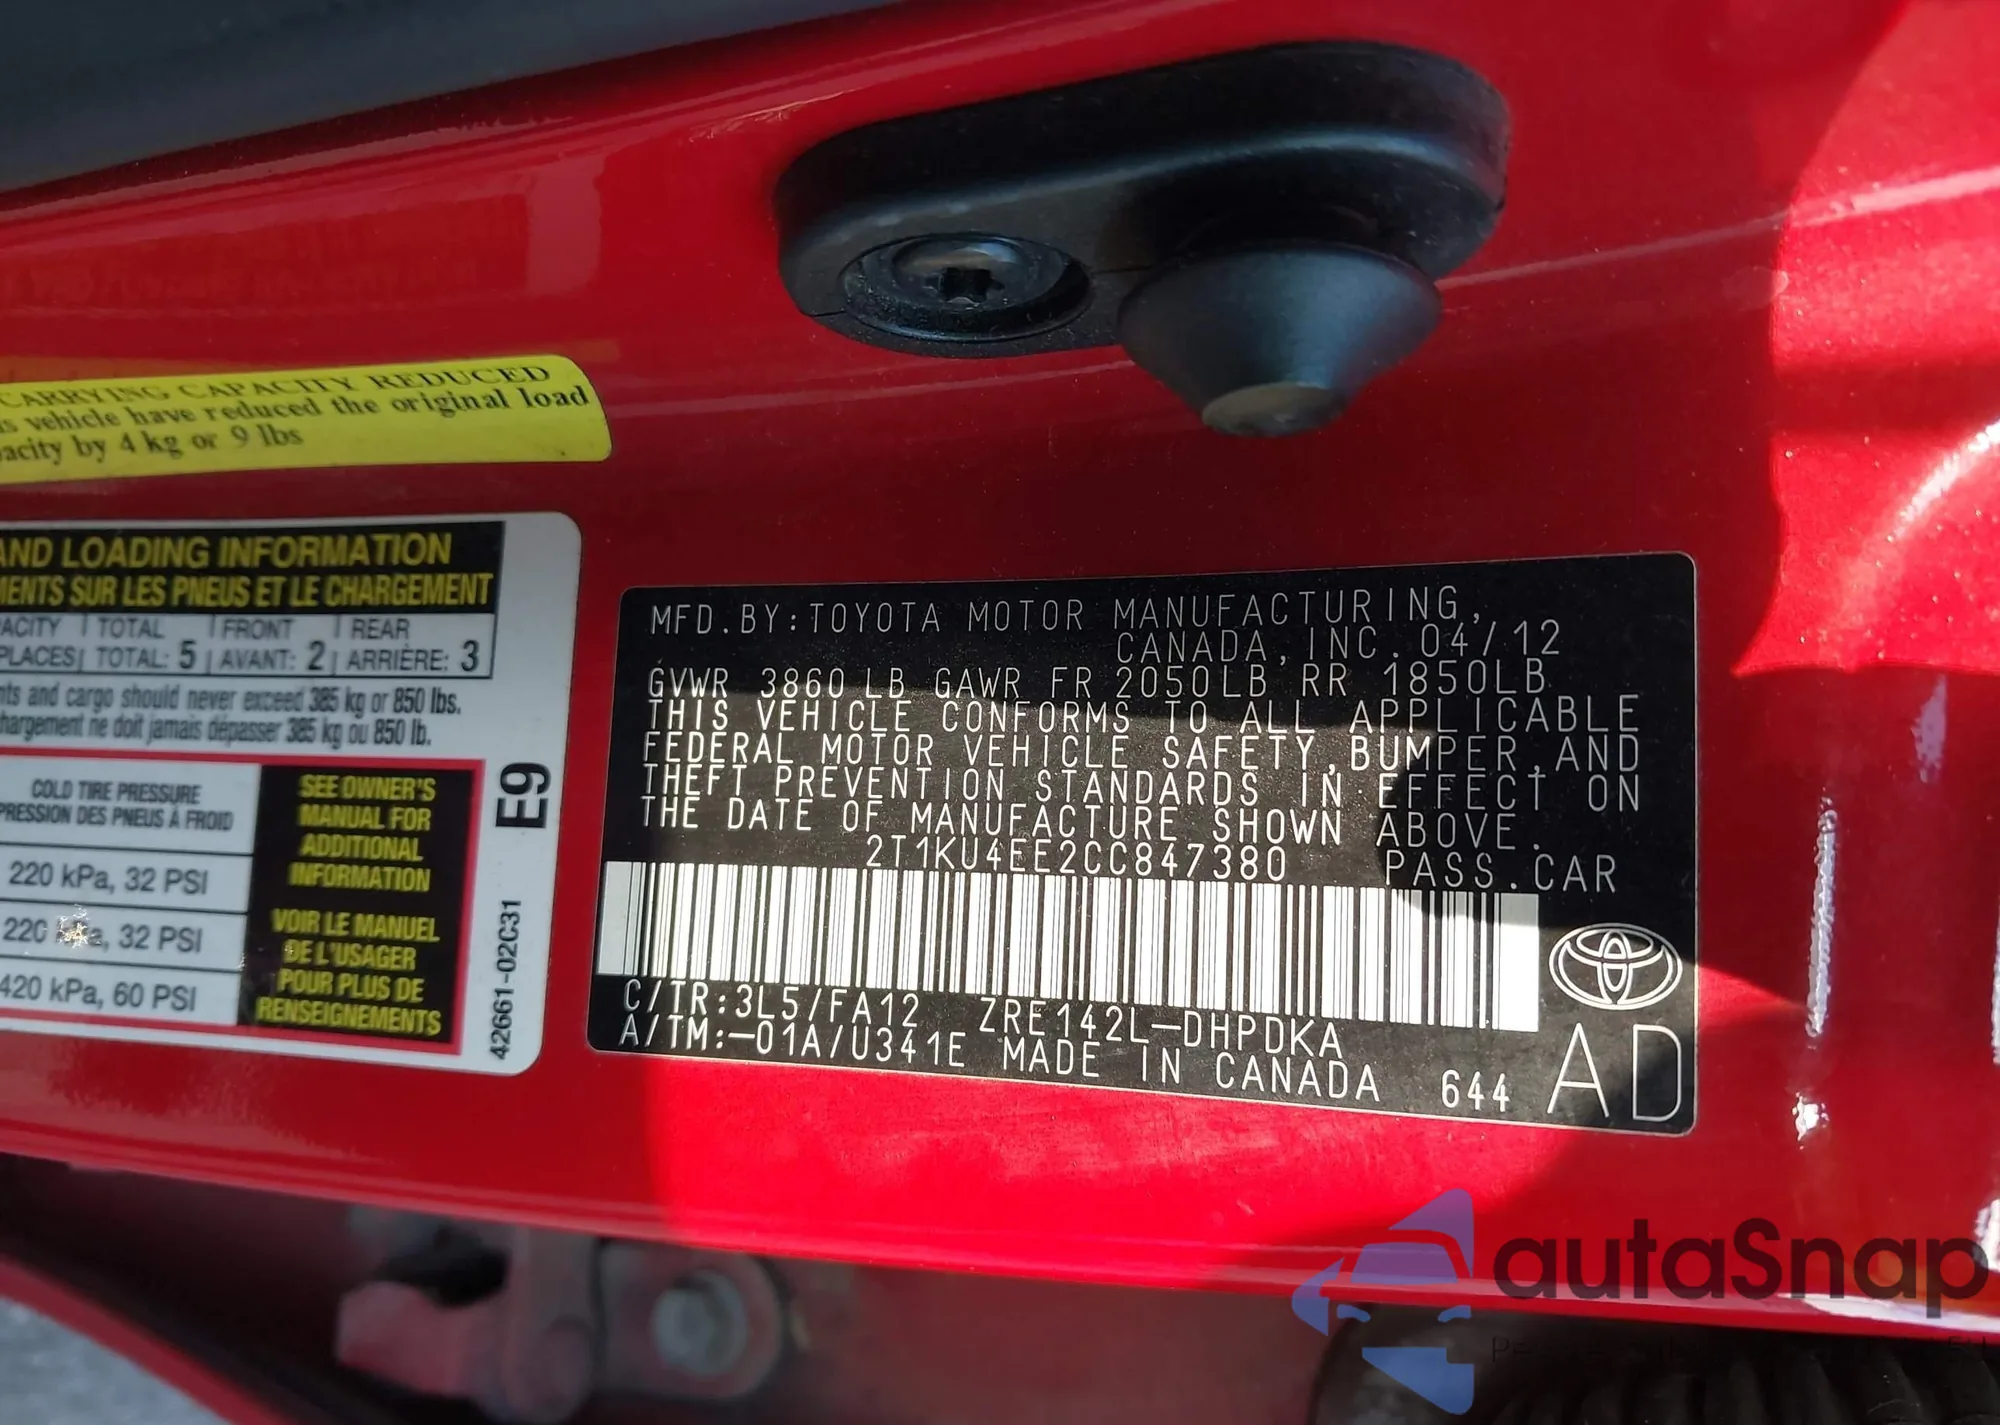 CARRYING CAPACITY REDUCED
vehicle have reduced the original load
by 4 kg or 9 lbs
AND LOADING INFORMATION
SUR LES PNEUS ET LE CHARGEMENT
TOTAL FRONT REAR
PLACES TOTAL: 5 AVANT: 2 ARRIÈRE: 3
and cargo should never exceed 385 kg or 850 lbs.
ne doit jamais dépasser 385 kg ou 850 lb.
COLD TIRE PRESSURE
DES PNEUS À FROID
220 kPa, 32 PSI
220 kPa, 32 PSI
420 kPa, 60 PSI
SEE OWNER'S
MANUAL FOR
ADDITIONAL
INFORMATION
VOIR LE MANUEL
DE L'USAGER
POUR PLUS DE
RENSEIGNEMENTS
E9
42661-02C31
MFD.BY:TOYOTA MOTOR MANUFACTURING,
CANADA,INC. 04/12
GVWR 3860 LB GAWR FR 2050LB RR 1850LB
THIS VEHICLE CONFORMS TO ALL APPLICABLE
FEDERAL MOTOR VEHICLE SAFETY,BUMPER,AND
THEFT PREVENTION STANDARDS IN EFFECT ON
THE DATE OF MANUFACTURE SHOWN ABOVE.
2T1KU4EE2CC847380 PASS.CAR
C/TR:3L5/FA12 ZRE142L-DHPDKA
A/TM:-01A/U341E MADE IN CANADA 644
AD
autaSnap